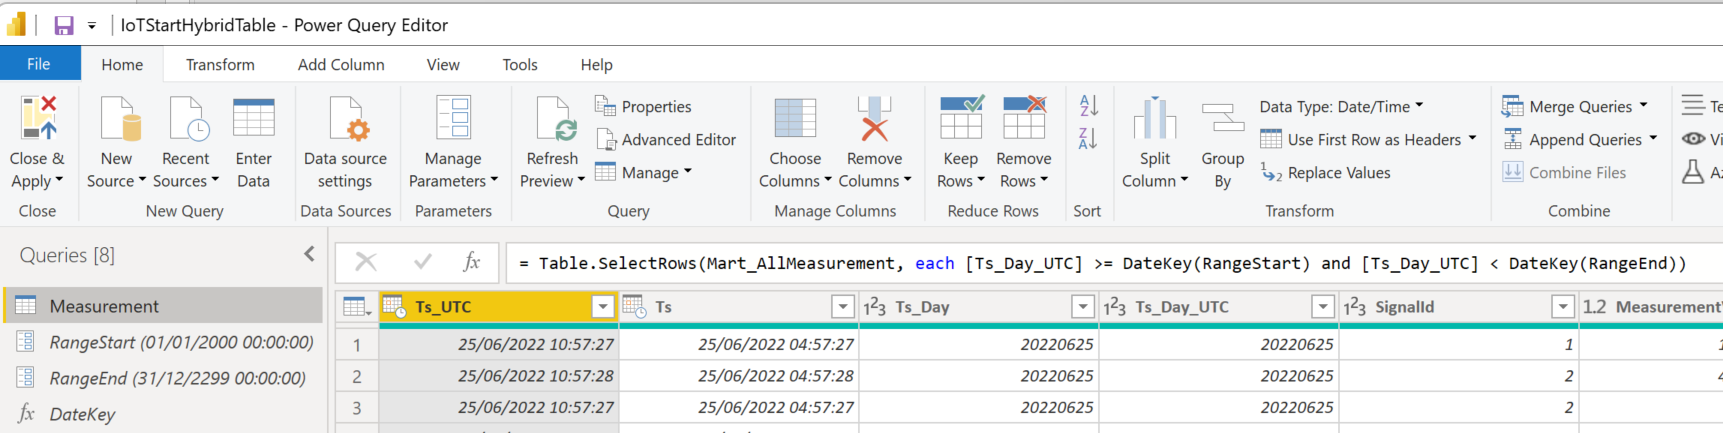 IoTStartHybridTable - Power Query Editor
File Home Transform Add Column View Tools Help
Close & Apply
Close
New Source
Recent Sources
Enter Data
New Query
Data source settings
Data Sources
Manage Parameters
Parameters
Refresh Preview
Properties
Advanced Editor
Manage
Query
Choose Columns
Remove Columns
Manage Columns
Keep Rows
Remove Rows
Reduce Rows
Sort
Split Column
Group By
Data Type: Date/Time
Use First Row as Headers
Replace Values
Transform
Merge Queries
Append Queries
Combine Files
Combine
Queries [8]
fx = Table.SelectRows(Mart_AllMeasurement, each [Ts_Day_UTC] >= DateKey(RangeStart) and [Ts_Day_UTC] < DateKey(RangeEnd))
Measurement
RangeStart (01/01/2000 00:00:00)
RangeEnd (31/12/2299 00:00:00)
fx DateKey
Ts_UTC Ts 123 Ts_Day 123 Ts_Day_UTC 123 SignalId 1.2 Measurement
1 25/06/2022 10:57:27 25/06/2022 04:57:27 20220625 20220625 1
2 25/06/2022 10:57:28 25/06/2022 04:57:28 20220625 20220625 2
3 25/06/2022 10:57:27 25/06/2022 04:57:27 20220625 20220625 2